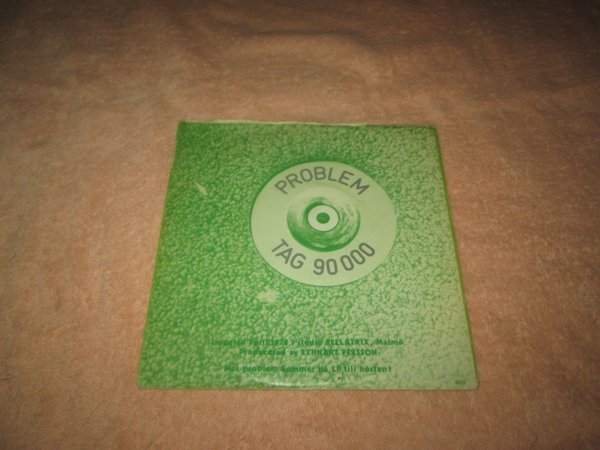 PROBLEM
TAG 90 000
Inspelad April 1978 i studio BELLATRIX, Malmö
Producerad av LENNART PERSSON
Mer problem kommer på LP till hösten!